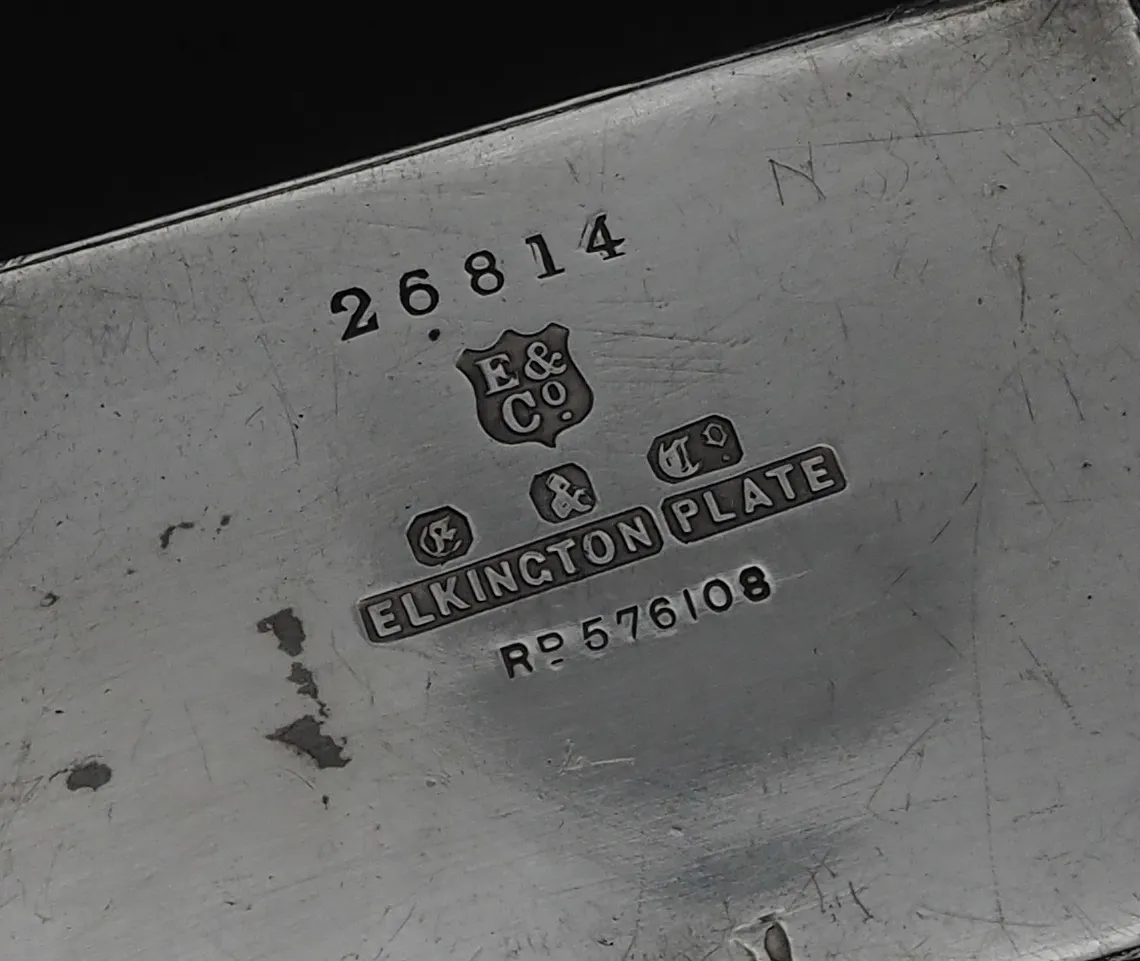 26814
E&
Co.
E & Co.
ELKINGTON PLATE
RD 576108